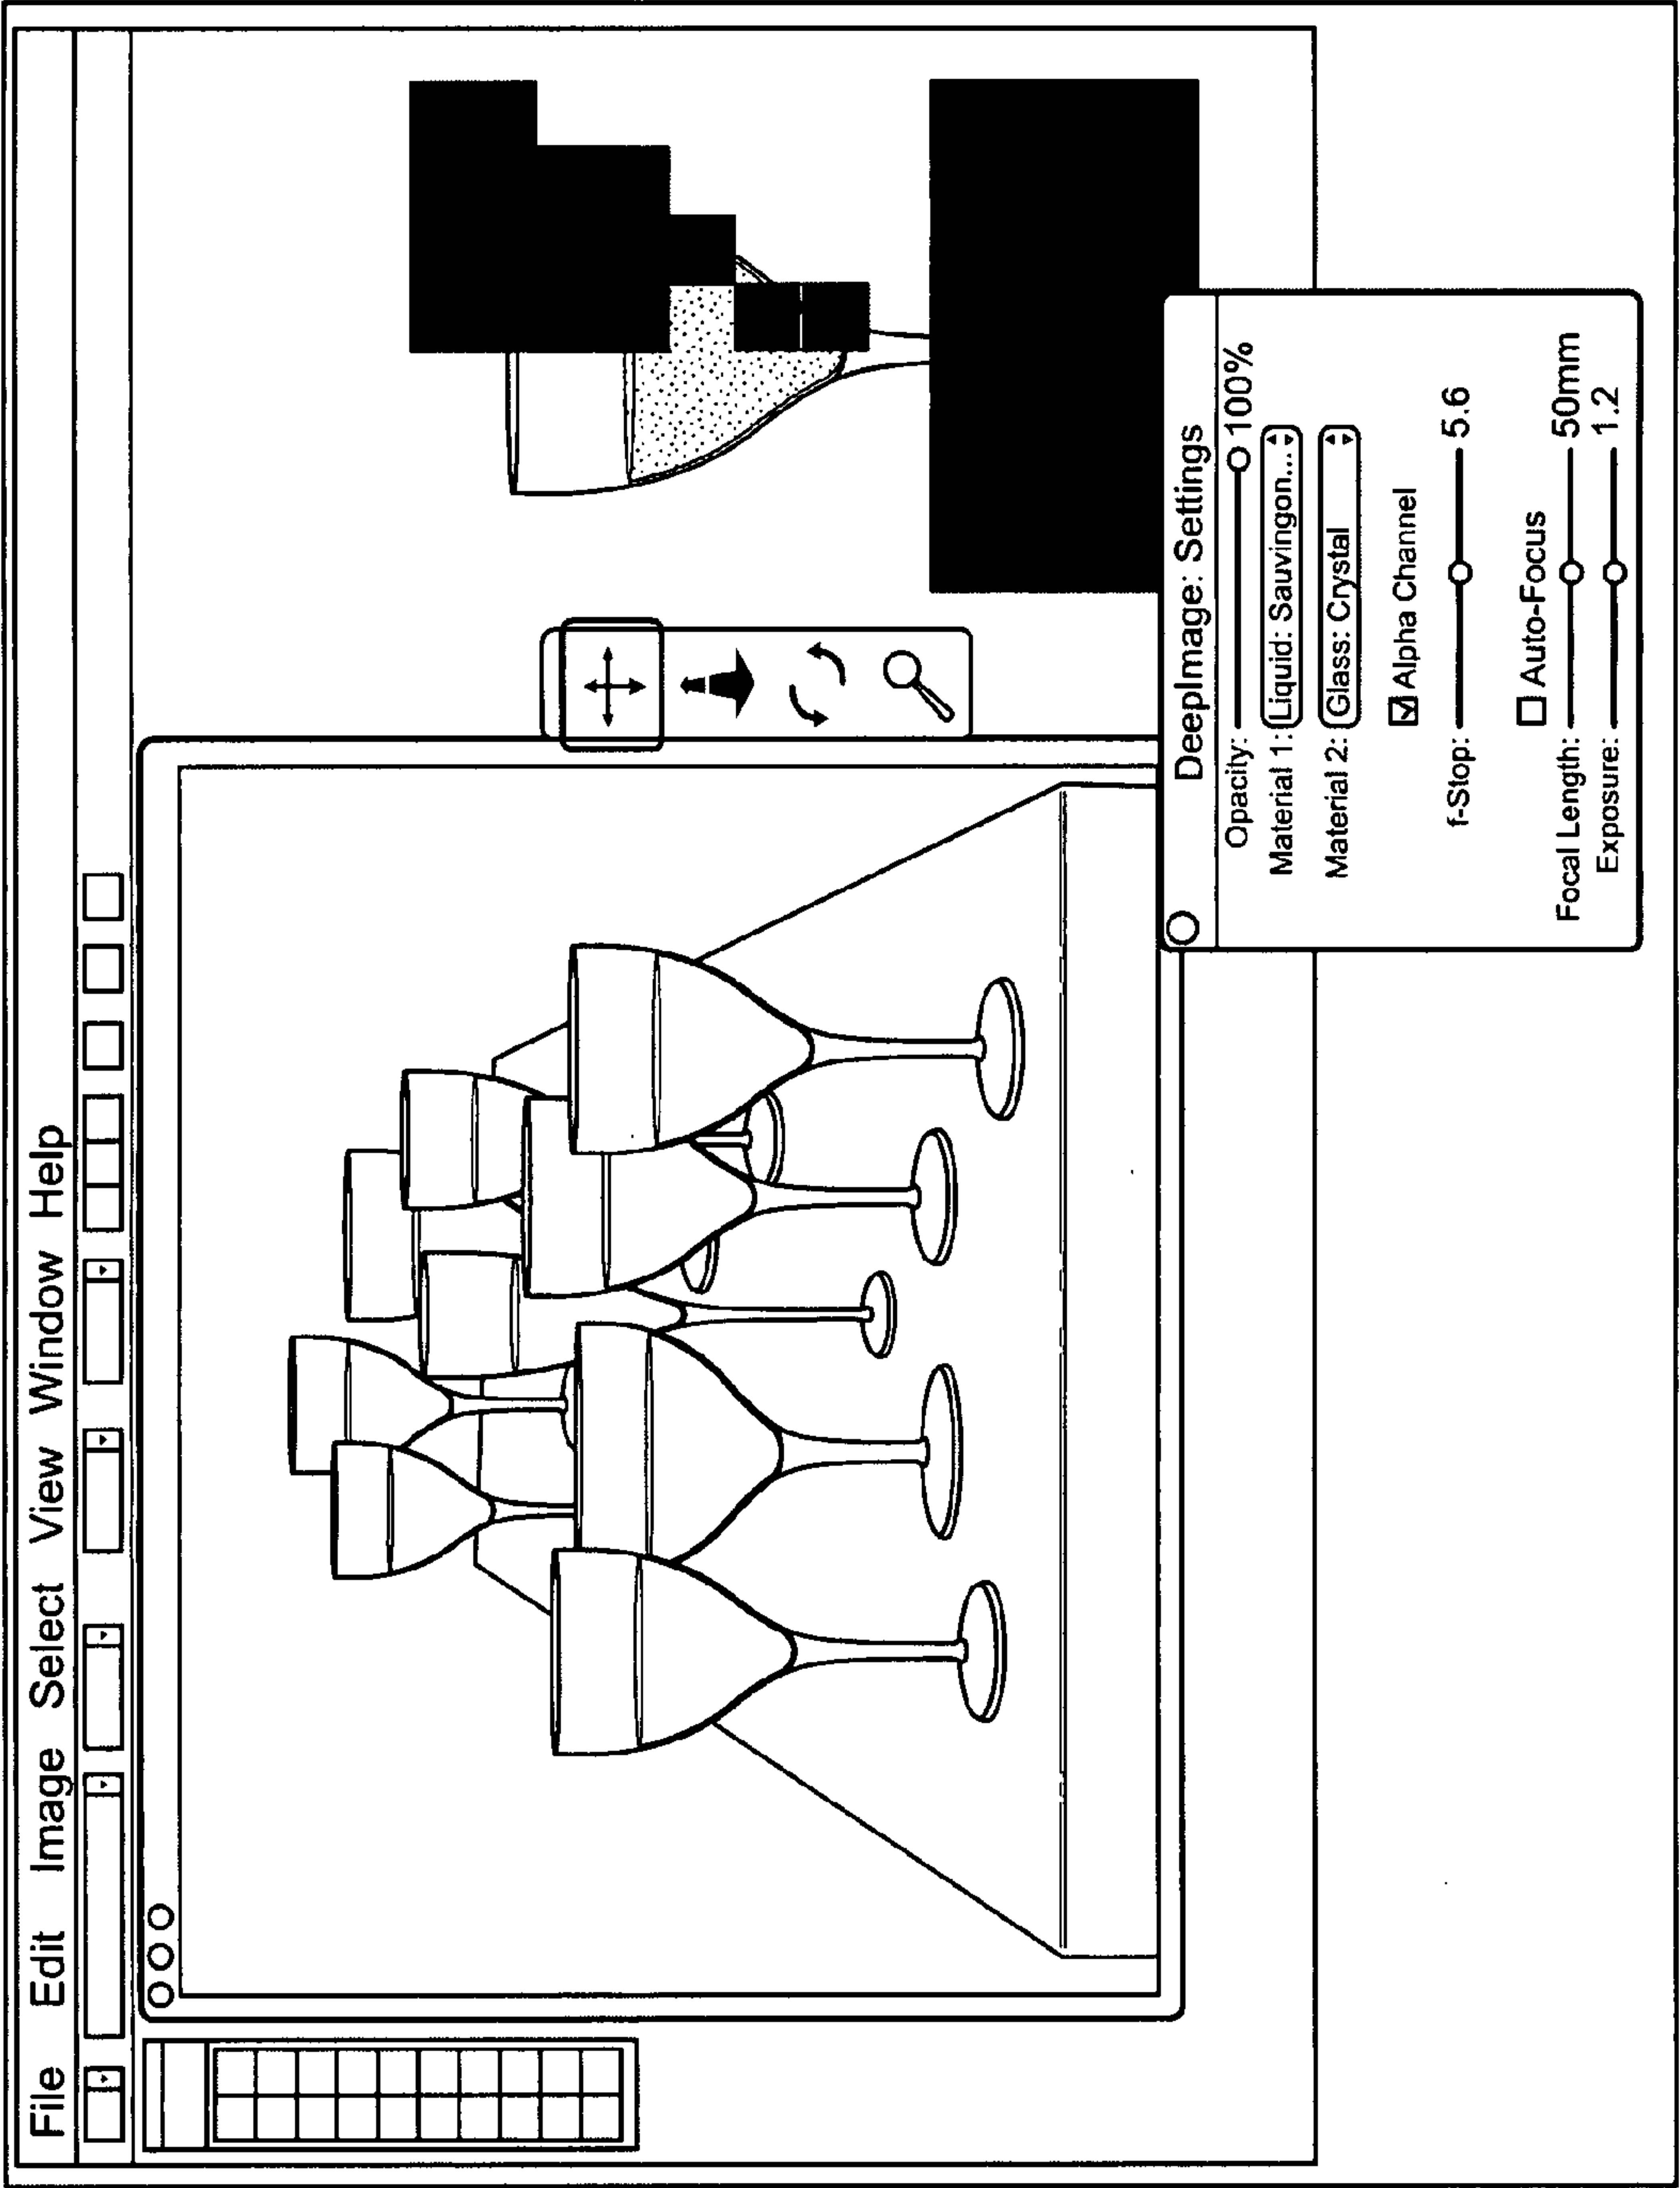 File Edit Image Select View Window Help
DeepImage: Settings
Opacity: 100%
Material 1: Liquid: Sauvingon...
Material 2: Glass: Crystal
Alpha Channel
f-Stop: 5.6
Auto-Focus
Focal Length: 50mm
Exposure: 1.2